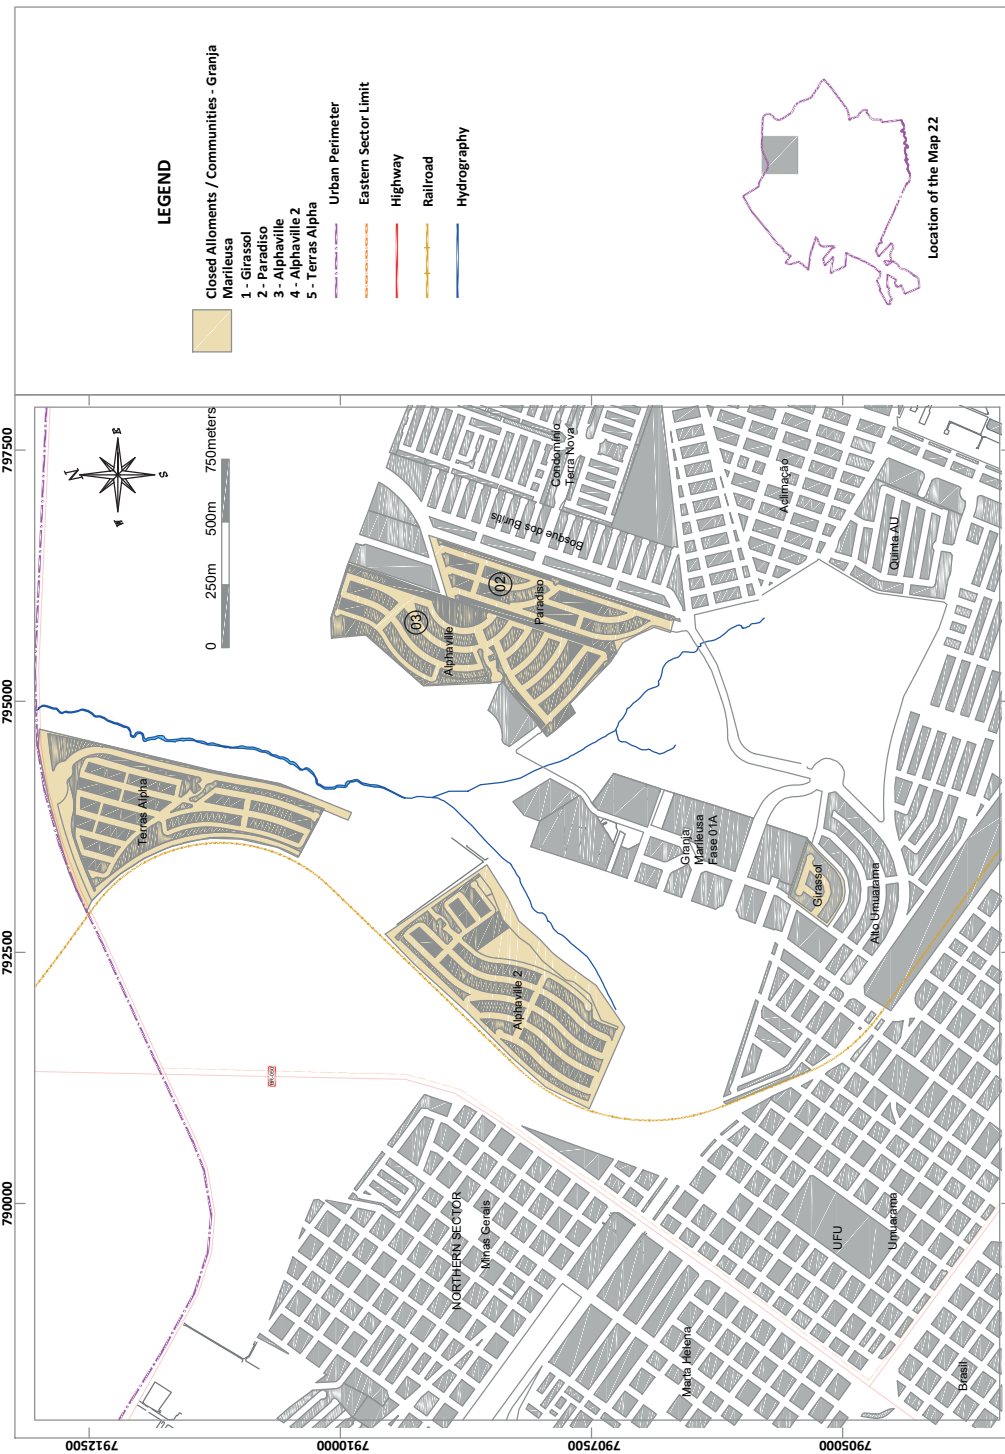 LEGEND
Closed Alloments / Communities - Granja
Marileusa
1 - Girassol
2 - Paradiso
3 - Alphaville
4 - Alphaville 2
5 - Terras Alpha
Urban Perimeter
Eastern Sector Limit
Highway
Railroad
Hydrography
Location of the Map 22
790000
792500
795000
797500
7912500
7910000
7907500
7905000
N
E
S
W
0
250m
500m
750meters
Terras Alpha
Alphaville 2
03
Alphaville
02
Paradiso
Bosque dos Buritis
Condominio
Terra Nova
Aclimação
Quinta AU
Granja
Marileusa
Fase 01A
Girassol
Alto Umuarama
NORTHERN SECTOR
Minas Gerais
Marta Helena
UFU
Umuarama
Brasil